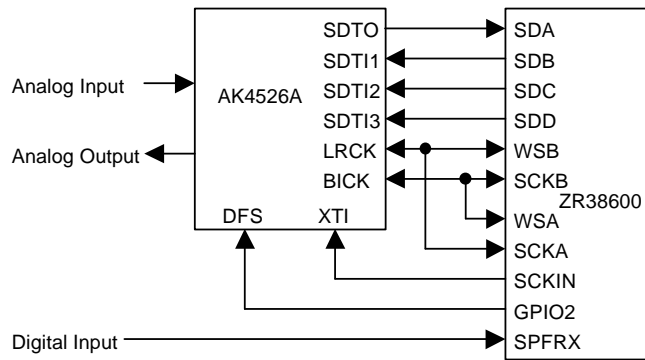 SDTO SDA
SDTI1 SDB
Analog Input AK4526A SDTI2 SDC
SDTI3 SDD
Analog Output LRCK WSB
BICK SCKB
ZR38600
DFS XTI WSA
SCKA
SCKIN
GPIO2
Digital Input SPFRX